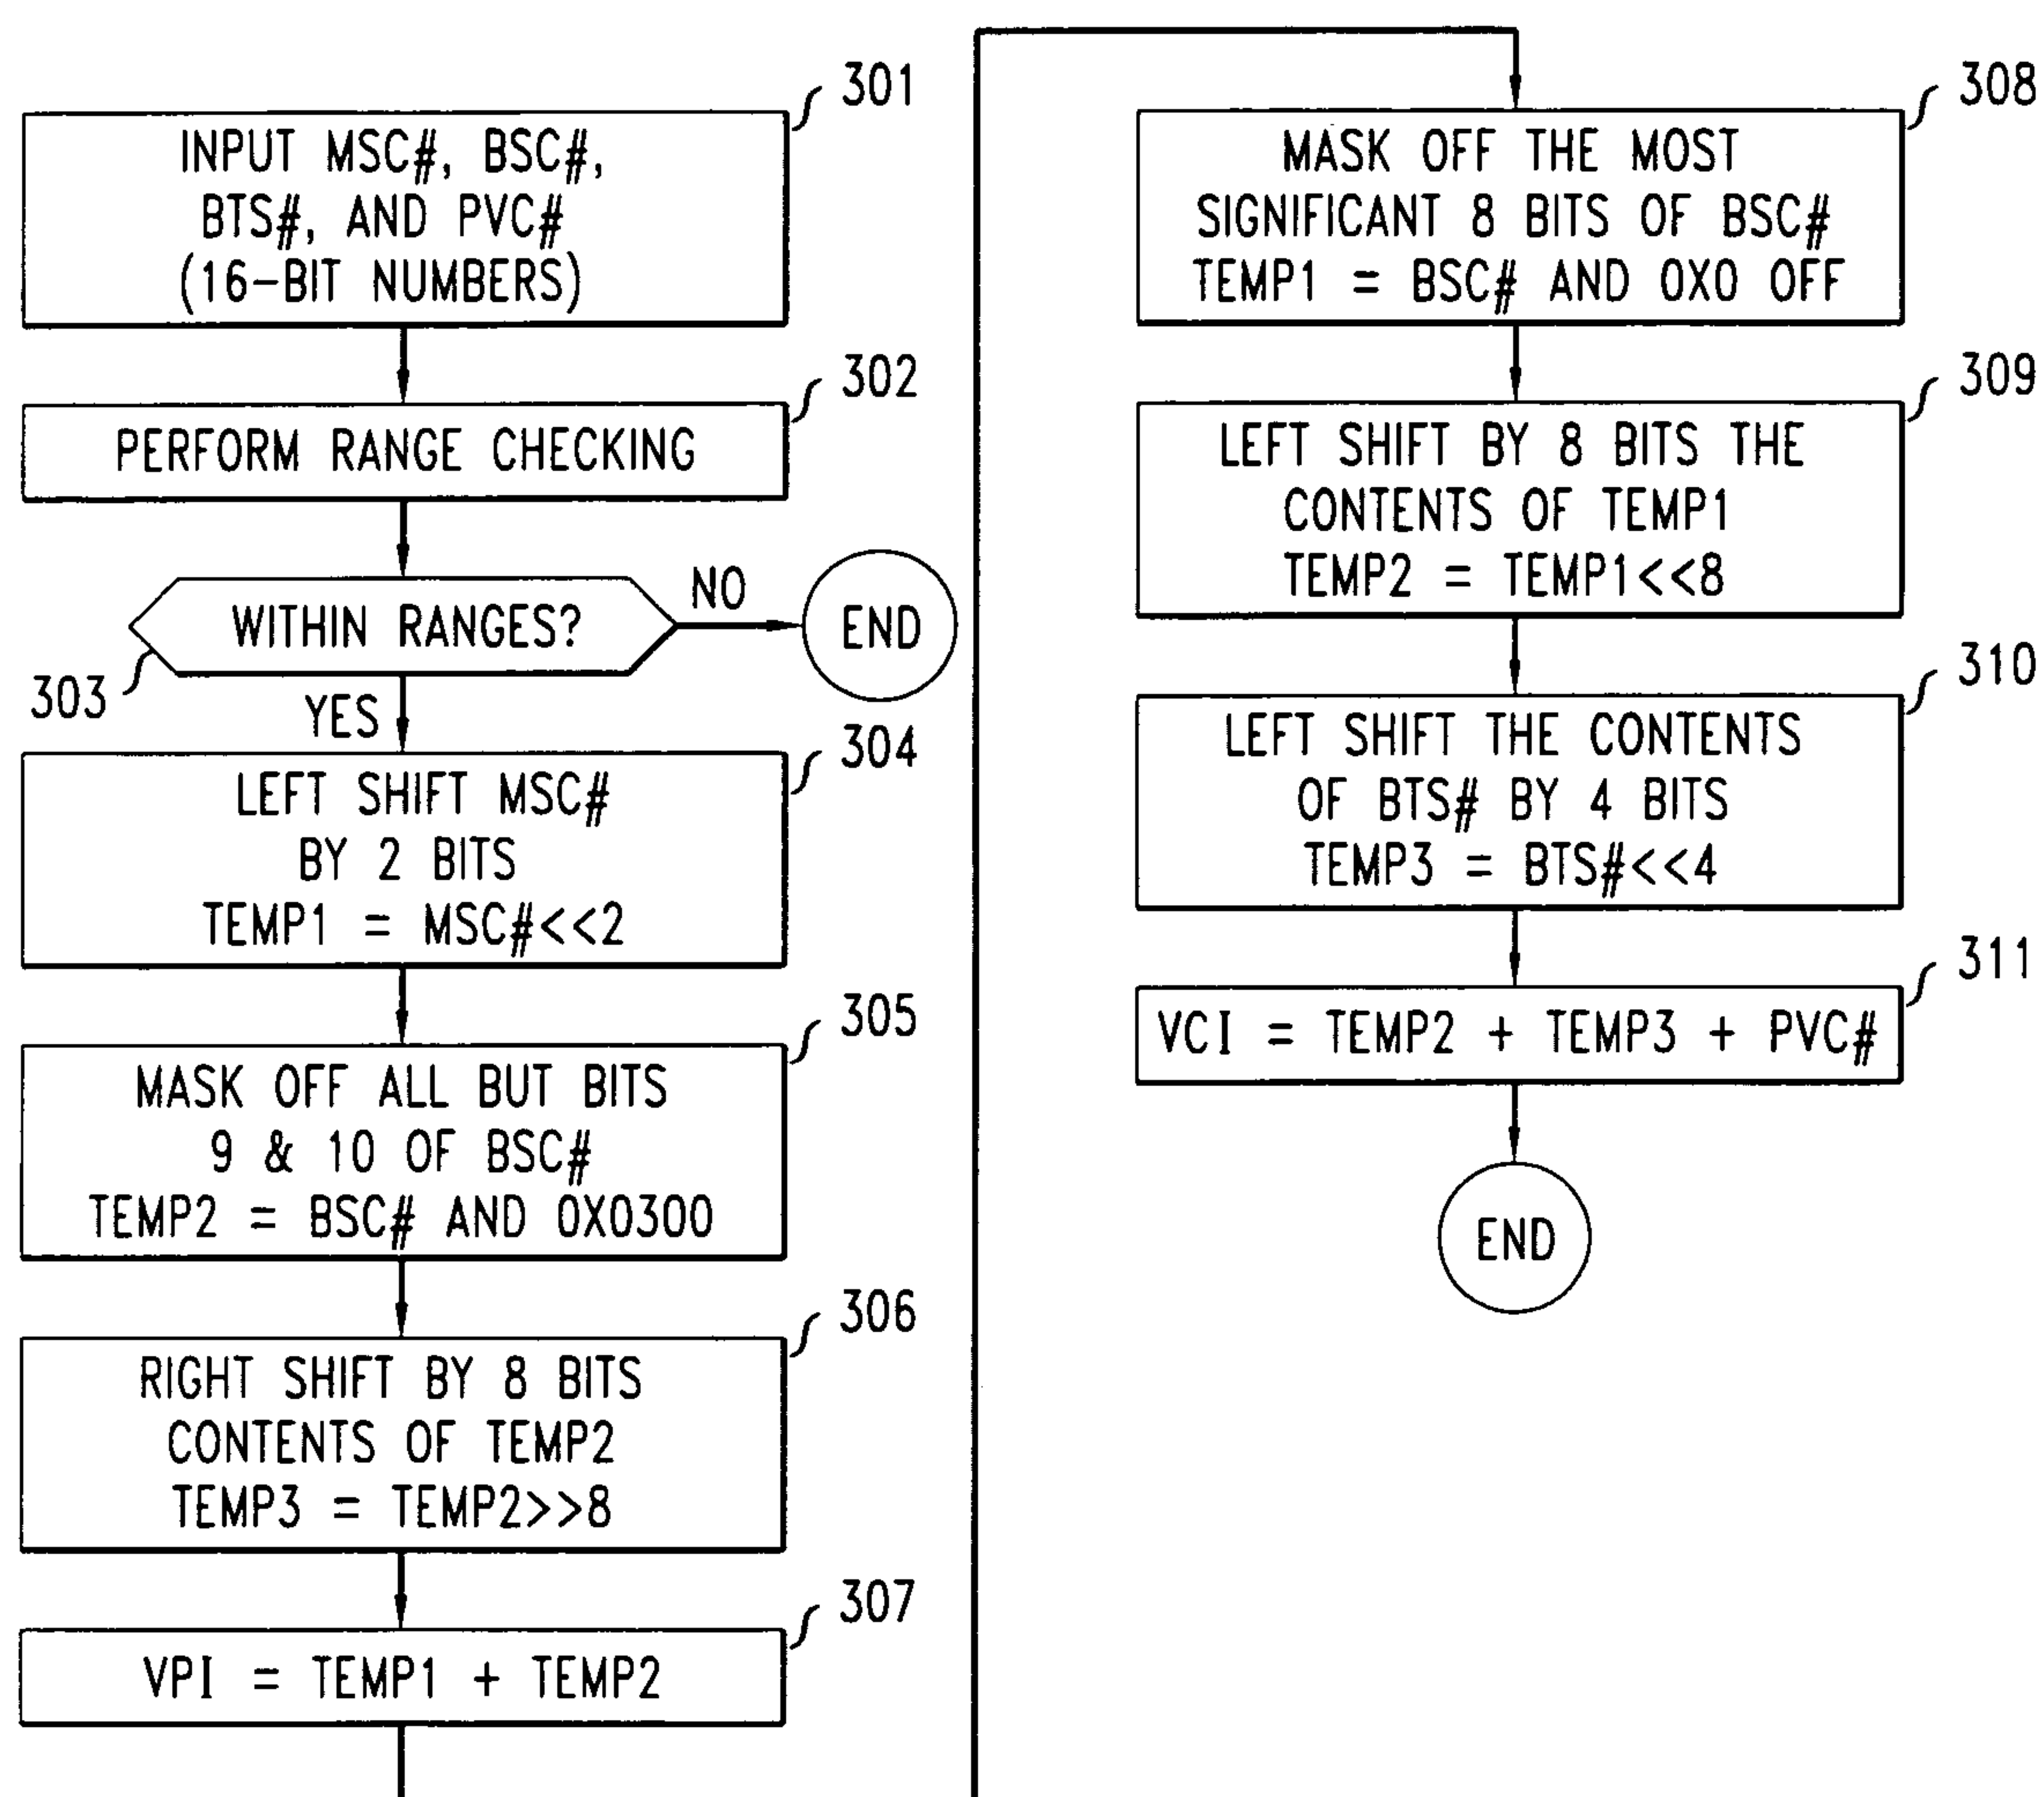 301
INPUT MSC#, BSC#,
BTS#, AND PVC#
(16-BIT NUMBERS)
302
PERFORM RANGE CHECKING
303
WITHIN RANGES?
NO
END
YES
304
LEFT SHIFT MSC#
BY 2 BITS
TEMP1 = MSC#<<2
305
MASK OFF ALL BUT BITS
9 & 10 OF BSC#
TEMP2 = BSC# AND 0X0300
306
RIGHT SHIFT BY 8 BITS
CONTENTS OF TEMP2
TEMP3 = TEMP2>>8
307
VPI = TEMP1 + TEMP2
308
MASK OFF THE MOST
SIGNIFICANT 8 BITS OF BSC#
TEMP1 = BSC# AND 0X0 OFF
309
LEFT SHIFT BY 8 BITS THE
CONTENTS OF TEMP1
TEMP2 = TEMP1<<8
310
LEFT SHIFT THE CONTENTS
OF BTS# BY 4 BITS
TEMP3 = BTS#<<4
311
VCI = TEMP2 + TEMP3 + PVC#
END